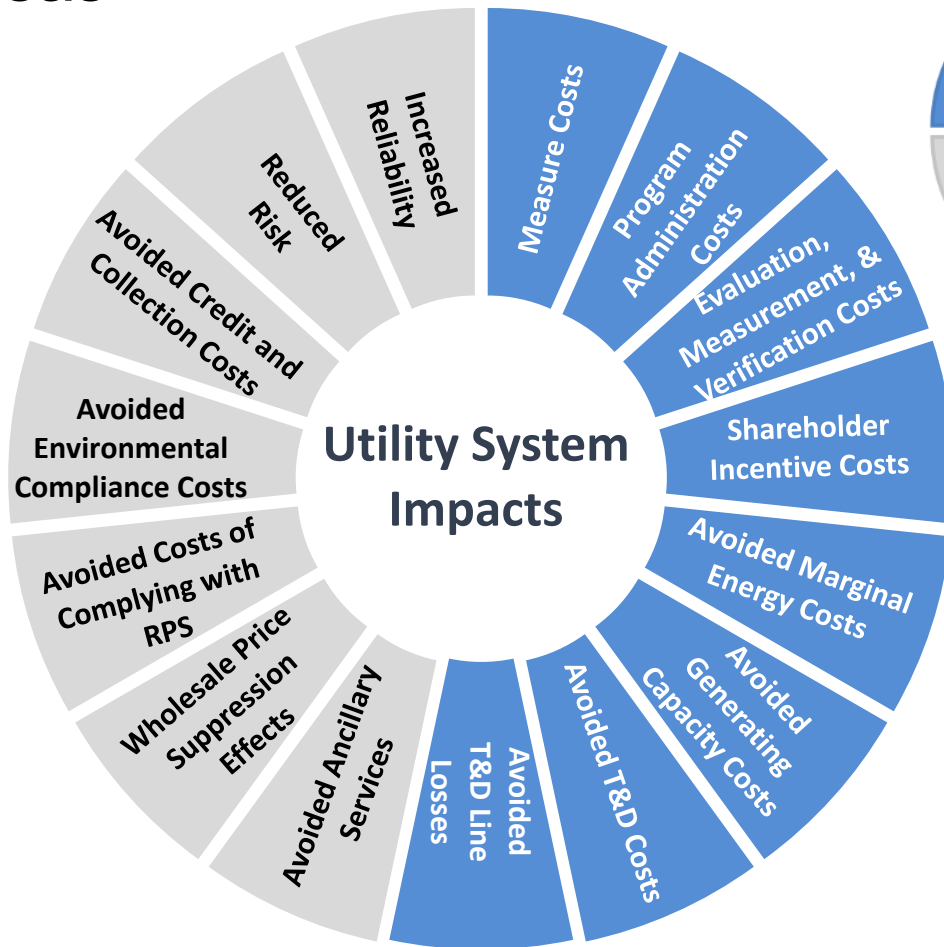 Utility System
Impacts
Measure Costs
Program
Administration
Costs
Evaluation,
Measurement, &
Verification Costs
Shareholder
Incentive Costs
Avoided Marginal
Energy Costs
Avoided
Generating
Capacity Costs
Avoided T&D Costs
Avoided
T&D Line
Losses
Avoided Ancillary
Services
Wholesale Price
Suppression
Effects
Avoided Costs of
Complying with
RPS
Avoided
Environmental
Compliance Costs
Avoided Credit and
Collection Costs
Reduced
Risk
Increased
Reliability